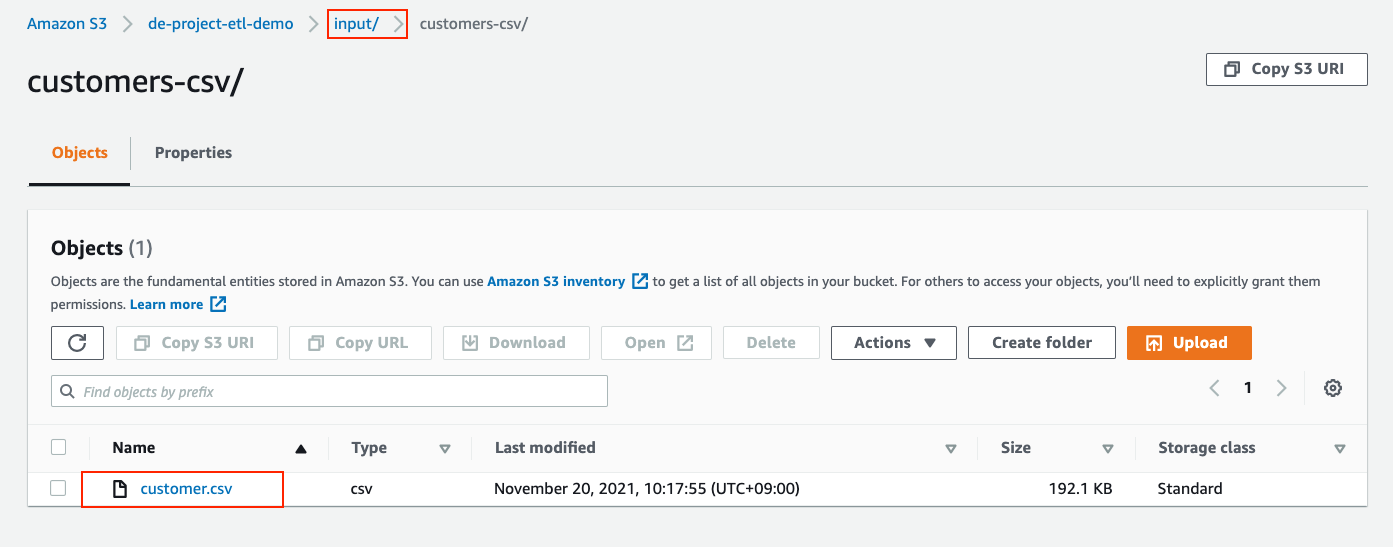 Amazon S3 de-project-etl-demo input/ customers-csv/
customers-csv/
Copy S3 URI
Objects Properties
Objects (1)
Objects are the fundamental entities stored in Amazon S3. You can use Amazon S3 inventory to get a list of all objects in your bucket. For others to access your objects, you’ll need to explicitly grant them
permissions. Learn more
Copy S3 URI Copy URL Download Open Delete Actions Create folder Upload
Find objects by prefix
1
Name Type Last modified Size Storage class
customer.csv csv November 20, 2021, 10:17:55 (UTC+09:00) 192.1 KB Standard